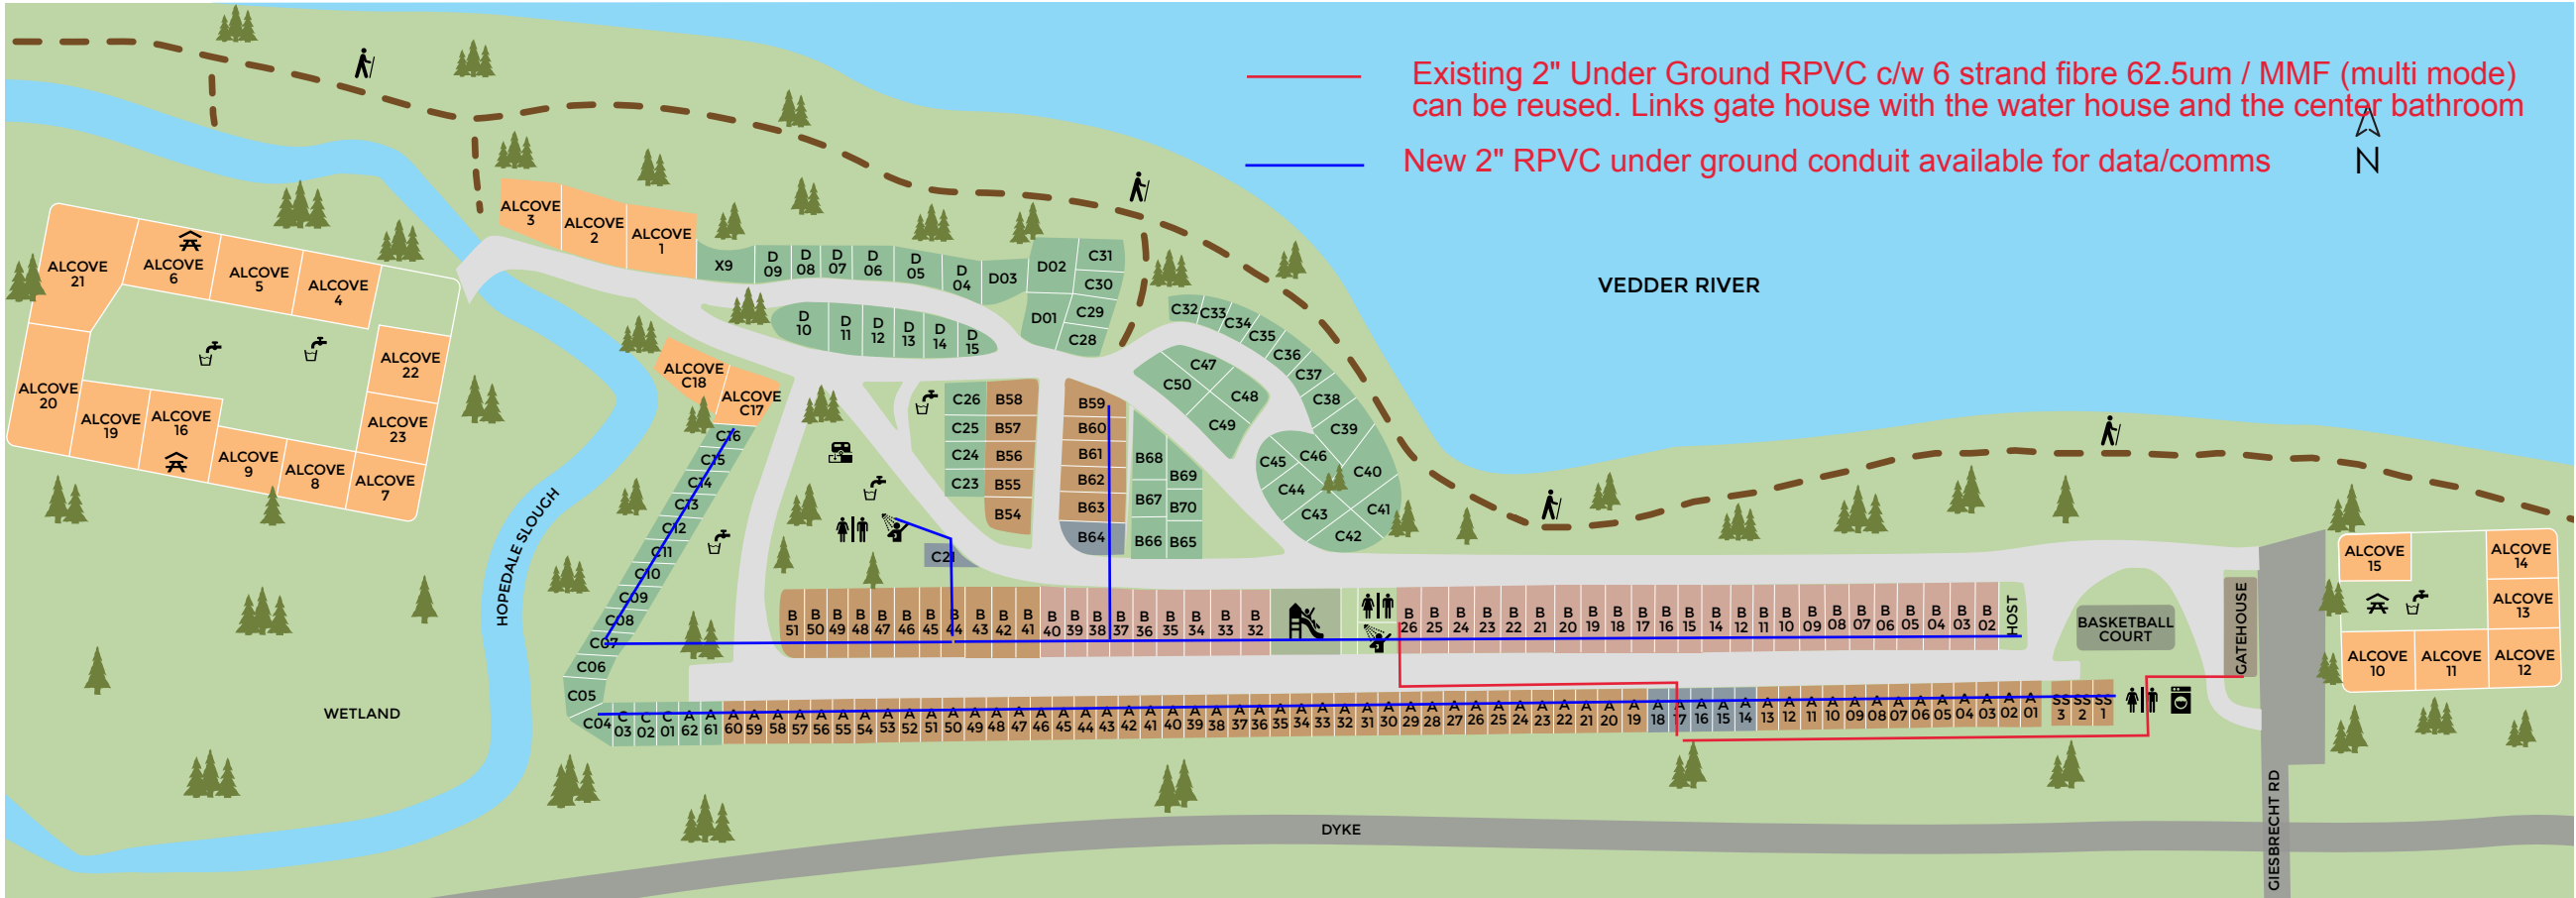 Existing 2" Under Ground RPVC c/w 6 strand fibre 62.5um / MMF (multi mode)
can be reused. Links gate house with the water house and the center bathroom
New 2" RPVC under ground conduit available for data/comms
N
VEDDER RIVER
ALCOVE
3
ALCOVE
2
ALCOVE
1
X9
D
09
D
08
D
07
D
06
D
05
D
04
D03
D02
C31
C30
D01
C29
C28
ALCOVE
21
ALCOVE
6
ALCOVE
5
ALCOVE
4
ALCOVE
22
ALCOVE
20
ALCOVE
19
ALCOVE
16
ALCOVE
9
ALCOVE
8
ALCOVE
7
ALCOVE
23
D
10
D
11
D
12
D
13
D
14
D
15
C32
C33
C34
C35
C36
C37
C38
C39
C40
C41
C42
C43
C44
C45
C46
C47
C48
C49
C50
ALCOVE
C18
ALCOVE
C17
C26
B58
C25
B57
C24
B56
C23
B55
B54
B59
B60
B61
B62
B63
B64
B68
B69
B67
B70
B66
B65
C21
C16
C15
C14
C13
C12
C11
C10
C09
C08
C07
C06
C05
C04
HOPEDALE SLOUGH
WETLAND
B B B B B B B B B B B B B B B B B B B B
51 50 49 48 47 46 45 44 43 42 41 40 39 38 37 36 35 34 33 32
B B B B B B B B B B B B B B B B B B B B B B B B
26 25 24 23 22 21 20 19 18 17 16 15 14 12 11 10 09 08 07 06 05 04 03 02
HOST
BASKETBALL
COURT
GATEHOUSE
C C C A A A A A A A A A A A A A A A A A A A A A A A A A A A A A A A A A A A A A A A A A A A A A A A A A A A A A A A A A A A A A A A A A SS SS SS
03 02 01 62 61 60 59 58 57 56 55 54 53 52 51 50 49 48 47 46 45 44 43 42 41 40 39 38 37 36 35 34 33 32 31 30 29 28 27 26 25 24 23 22 21 20 19 18 17 16 15 14 13 12 11 10 09 08 07 06 05 04 03 02 01 3 2 1
ALCOVE
15
ALCOVE
14
ALCOVE
13
ALCOVE
10
ALCOVE
11
ALCOVE
12
DYKE
GIESBRECHT RD